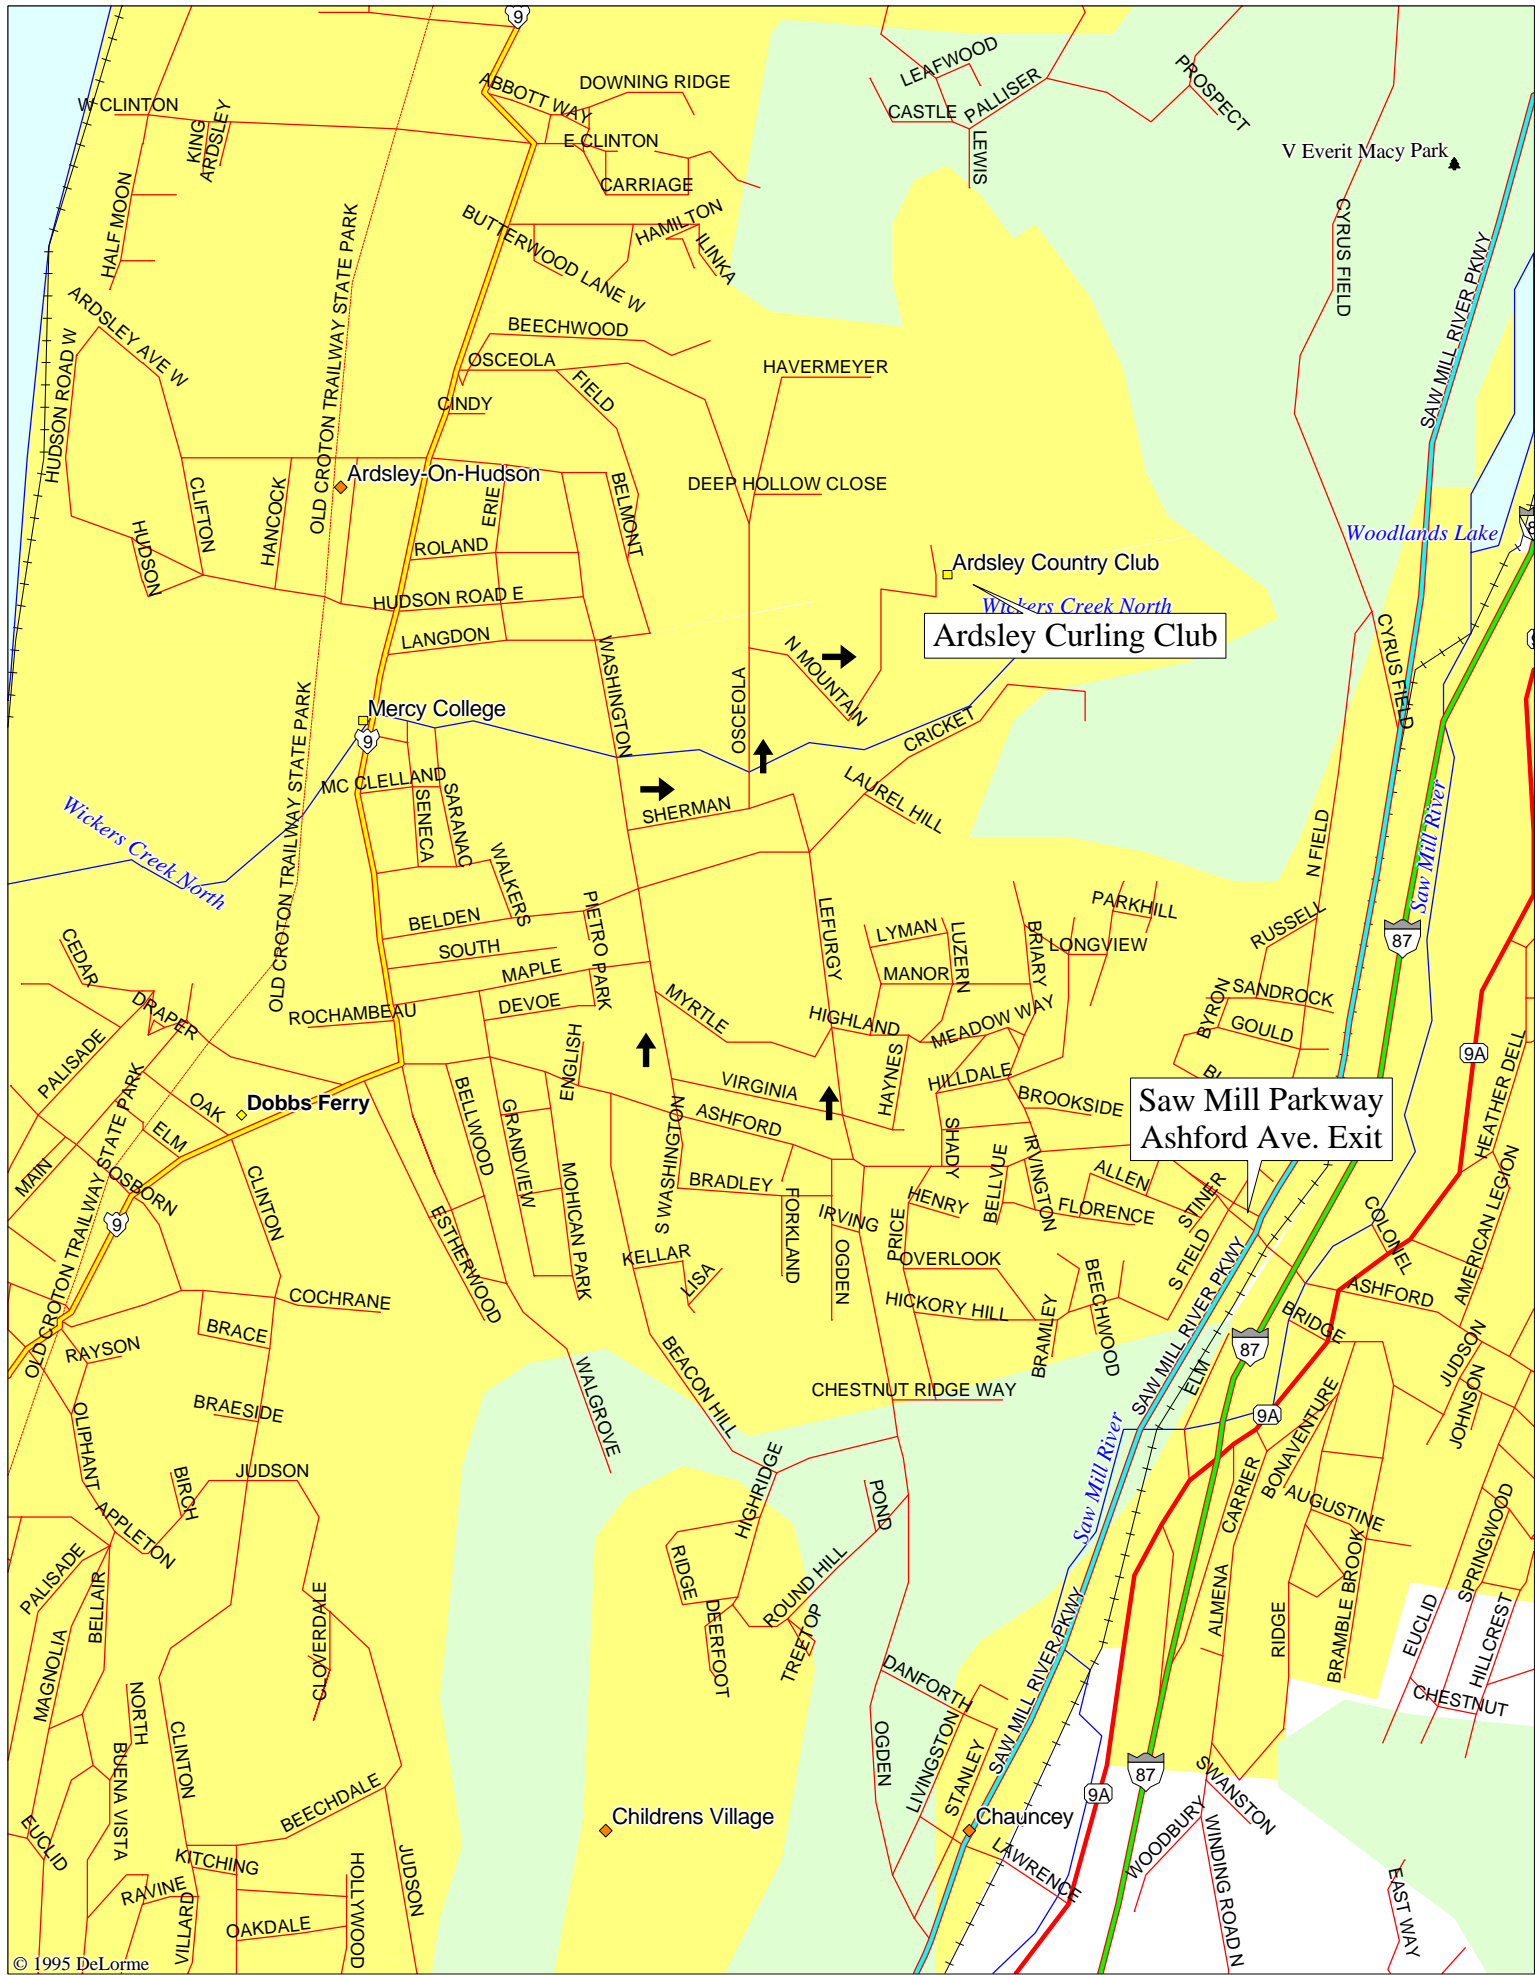 9
ABBOTT WAY
DOWNING RIDGE
LEAFWOOD
PALLISER
CASTLE
LEWIS
PROSPECT
W CLINTON
KING
ARDSLEY
E CLINTON
CARRIAGE
V Everit Macy Park
HALF MOON
BUTTERWOOD LANE W
HAMILTON
ILINKA
CYRUS FIELD
SAW MILL RIVER PKWY
OLD CROTON TRAILWAY STATE PARK
ARDSLEY AVE W
HUDSON ROAD W
BEECHWOOD
OSCEOLA
FIELD
CINDY
HAVERMEYER
Ardsley-On-Hudson
CLIFTON
HANCOCK
HUDSON
ERIE
BELMONT
DEEP HOLLOW CLOSE
ROLAND
HUDSON ROAD E
LANGDON
Woodlands Lake
Ardsley Country Club
Wickers Creek North
Ardsley Curling Club
WASHINGTON
OSCEOLA
N MOUNTAIN
CYRUS FIELD
Mercy College
9
OLD CROTON TRAILWAY STATE PARK
MC CLELLAND
SENECA
SARANAC
SHERMAN
CRICKET
LAUREL HILL
N FIELD
Saw Mill River
Wickers Creek North
WALKERS
BELDEN
PIETRO PARK
SOUTH
MAPLE
DEVOE
ROCHAMBEAU
CEDAR
DRAPER
PALISADE
LEFURGY
LYMAN
LUZERN
MANOR
BRIARY
PARKHILL
LONGVIEW
RUSSELL
87
SANDROCK
BYRON
GOULD
MYRTLE
HIGHLAND
MEADOW WAY
HAYNES
HILLDALE
BROOKSIDE
9A
HEATHER DELL
Saw Mill Parkway
Ashford Ave. Exit
ENGLISH
VIRGINIA
ASHFORD
BELLWOOD
GRANDVIEW
OAK
Dobbs Ferry
ELM
MAIN
OSBORN
OLD CROTON TRAILWAY STATE PARK
9
CLINTON
ESTHERWOOD
MOHICAN PARK
S WASHINGTON
BRADLEY
FORKLAND
IRVING
OGDEN
PRICE
SHADY
HENRY
BELLVUE
IRVINGTON
ALLEN
FLORENCE
STINER
S FIELD
COLONEL
AMERICAN LEGION
KELLAR
LISA
OVERLOOK
HICKORY HILL
BRAMLEY
BEECHWOOD
SAW MILL RIVER PKWY
ASHFORD
BRIDGE
87
ELM
JUDSON
JOHNSON
COCHRANE
BRACE
RAYSON
BRAESIDE
OLIPHANT
WALGROVE
BEACON HILL
CHESTNUT RIDGE WAY
SAW MILL RIVER PKWY
9A
Saw Mill River
BONAVENTURE
CARRIER
AUGUSTINE
JUDSON
BIRCH
APPLETON
HIGHRIDGE
POND
RIDGE
ROUND HILL
DEERFOOT
TREETOP
PALISADE
BELLAIR
MAGNOLIA
CLOVERDALE
ALMENA
RIDGE
BRAMBLE BROOK
EUCLID
SPRINGWOOD
HILLCREST
CHESTNUT
SAW MILL RIVER PKWY
DANFORTH
OGDEN
LIVINGSTON
STANLEY
Chauncey
LAWRENCE
9A
87
SWANSTON
WOODBURY
WINDING ROAD N
EAST WAY
NORTH
CLINTON
BUENA VISTA
BEECHDALE
EUCLID
KITCHING
RAVINE
VILLARD
OAKDALE
HOLLYWOOD
JUDSON
Childrens Village
© 1995 DeLorme